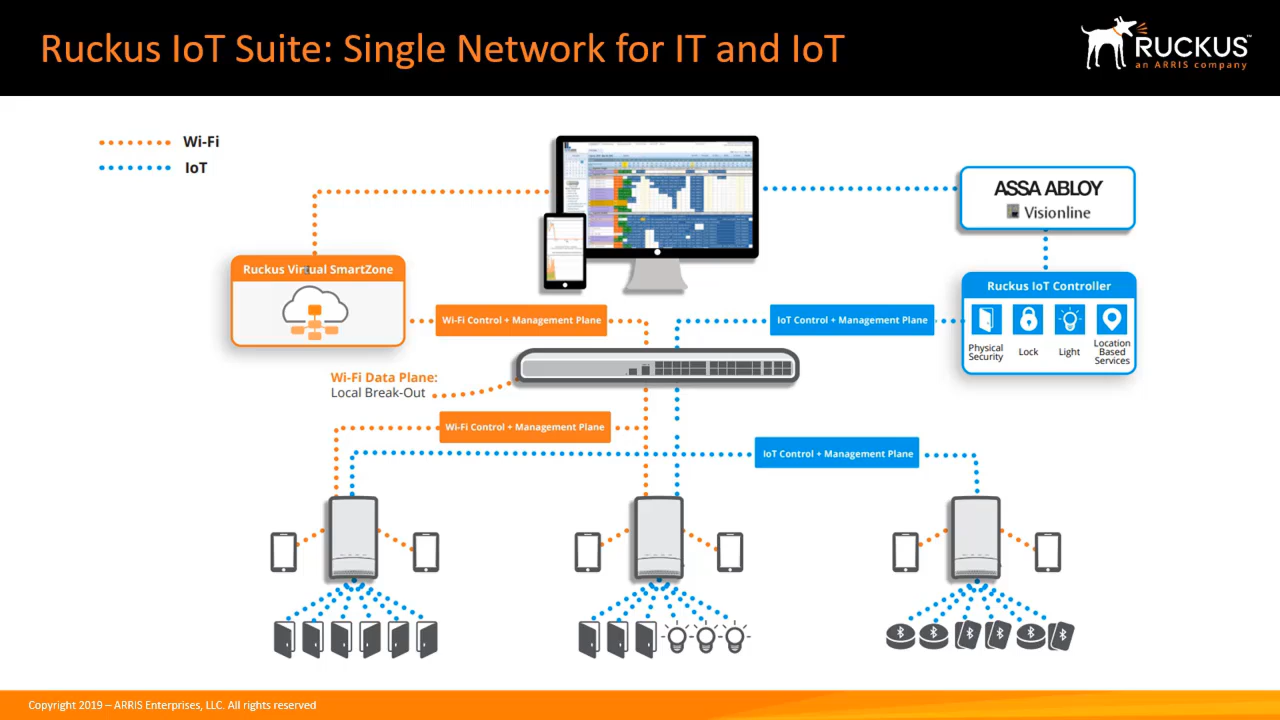 Ruckus IoT Suite: Single Network for IT and IoT
RUCKUS™
an ARRIS company
Wi-Fi
IoT
ASSA ABLOY
Visionline
Ruckus Virtual SmartZone
Ruckus IoT Controller
Physical
Security
Lock
Light
Location
Based
Services
Wi-Fi Control + Management Plane
IoT Control + Management Plane
Wi-Fi Data Plane:
Local Break-Out
Wi-Fi Control + Management Plane
IoT Control + Management Plane
Copyright 2019 – ARRIS Enterprises, LLC. All rights reserved